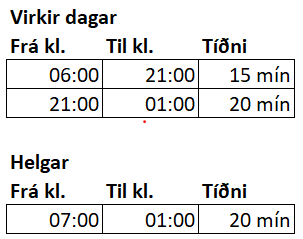 Virkir dagar
Frá kl. Til kl. Tíðni
06:00 21:00 15 mín
21:00 01:00 20 mín
Helgar
Frá kl. Til kl. Tíðni
07:00 01:00 20 mín